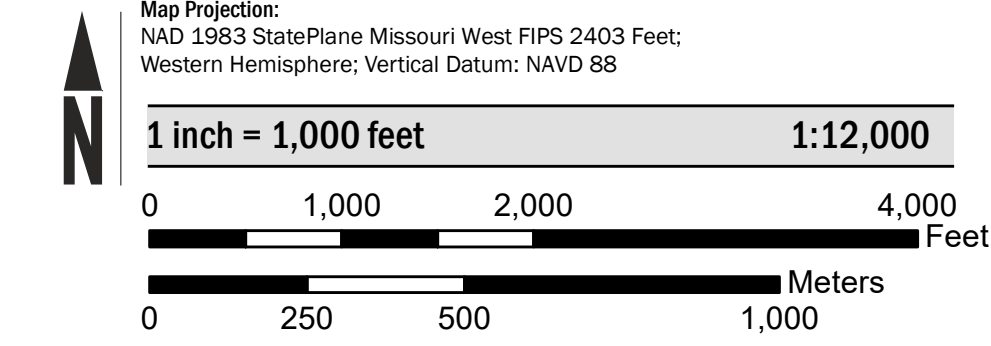 Map Projection:
NAD 1983 StatePlane Missouri West FIPS 2403 Feet;
Western Hemisphere; Vertical Datum: NAVD 88
N
1 inch = 1,000 feet 1:12,000
0 1,000 2,000 4,000
Feet
Meters
0 250 500 1,000